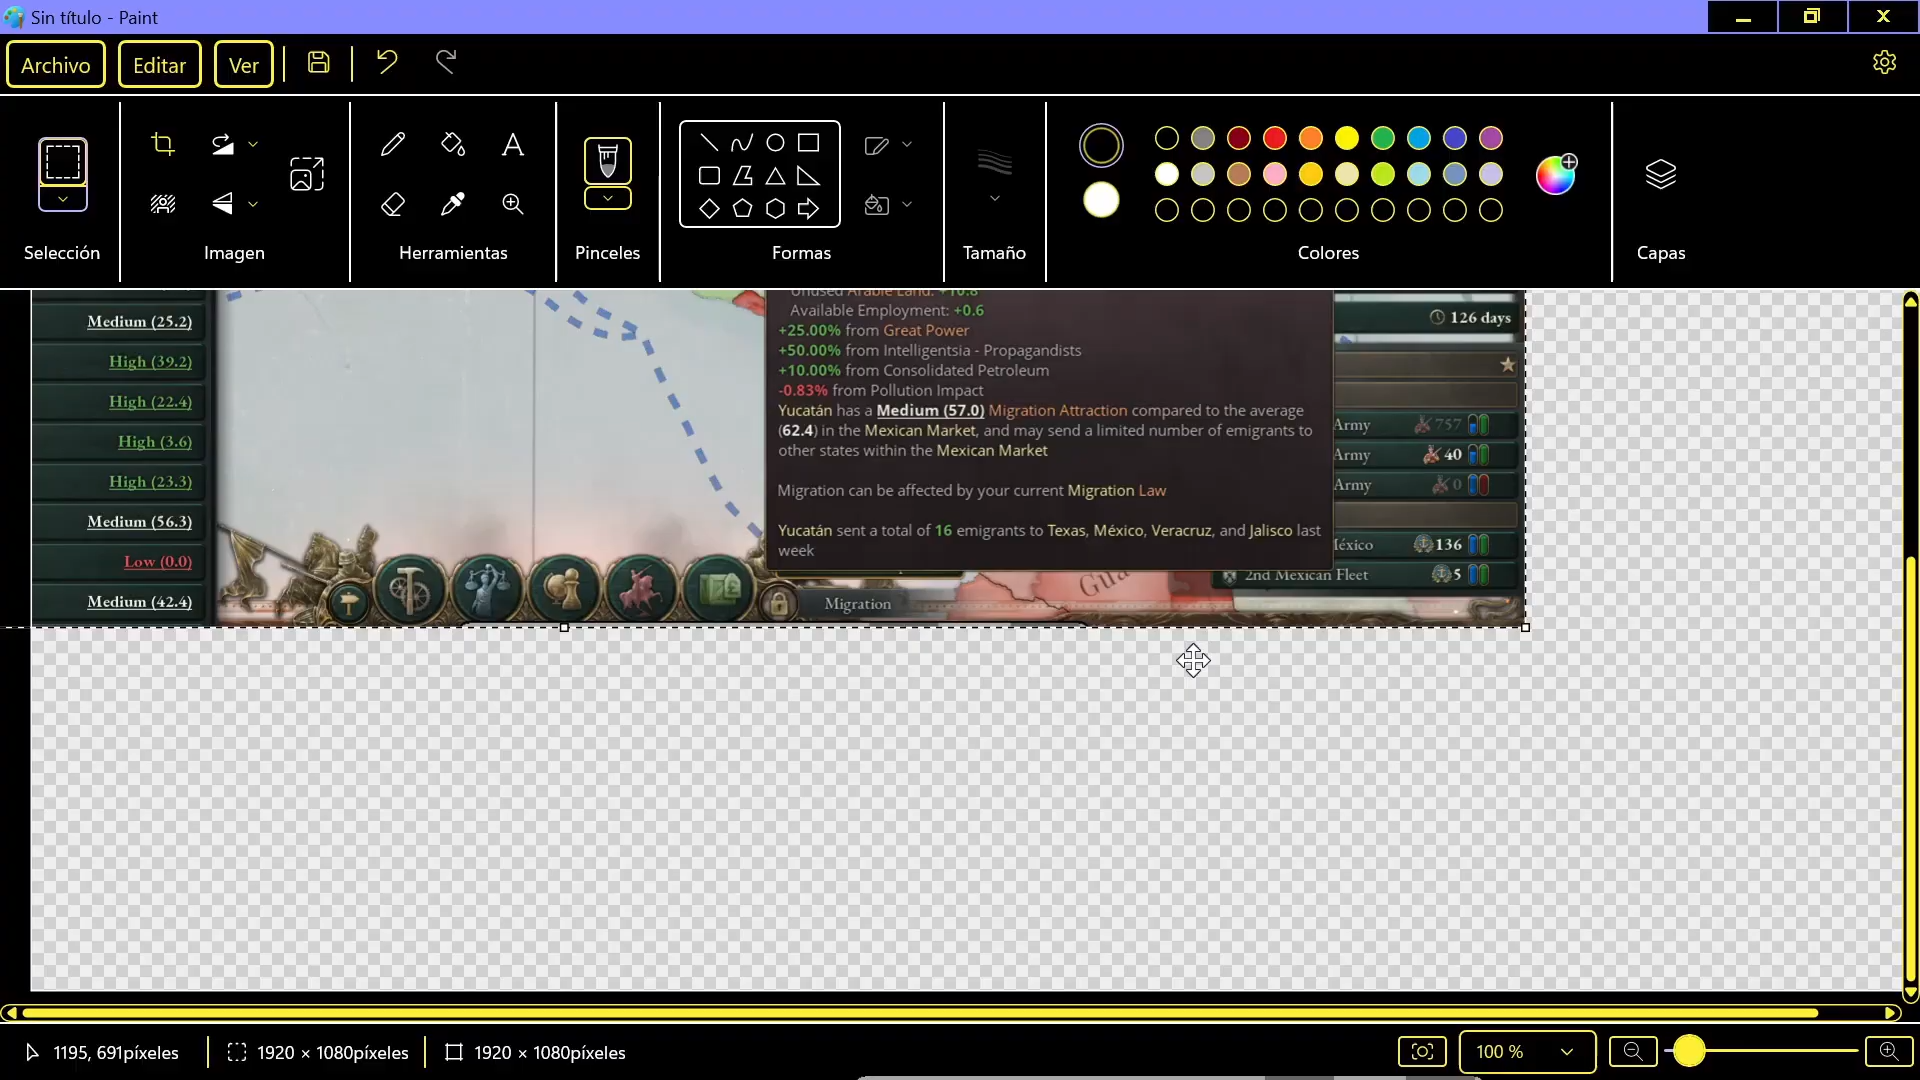 Sin título - Paint
Archivo
Editar
Ver
Selección
Imagen
Herramientas
Pinceles
Formas
Tamaño
Colores
Capas
Medium (25.2)
High (39.2)
High (22.4)
High (3.6)
High (23.3)
Medium (56.3)
Low (0.0)
Medium (42.4)
Unused Arable Land: +10.8
Available Employment: +0.6
+25.00% from Great Power
+50.00% from Intelligentsia - Propagandists
+10.00% from Consolidated Petroleum
-0.83% from Pollution Impact
Yucatán has a Medium (57.0) Migration Attraction compared to the average
(62.4) in the Mexican Market, and may send a limited number of emigrants to
other states within the Mexican Market
Migration can be affected by your current Migration Law
Yucatán sent a total of 16 emigrants to Texas, México, Veracruz, and Jalisco last
week
Migration
Gua
126 days
Army 757
Army 40
Army 0
México 136
2nd Mexican Fleet 5
1195, 691píxeles
1920 × 1080píxeles
1920 × 1080píxeles
100 %